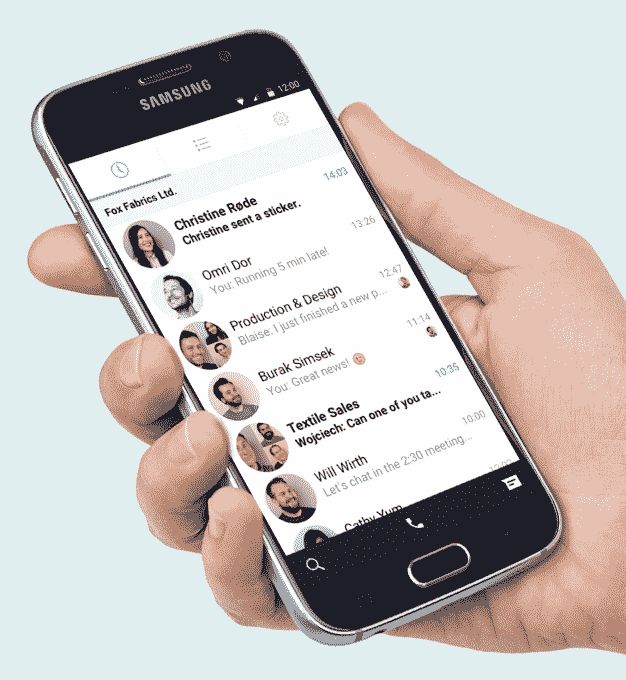 SAMSUNG
12:00
Fox Fabrics Ltd.
Christine Røde
14:03
Christine sent a sticker.
Omri Dor
13:26
You: Running 5 min late!
Production & Design
12:47
Blaise: I just finished a new p...
Burak Simsek
11:14
You: Great news! 😊
Textile Sales
10:35
Wojciech: Can one of you ta...
Will Wirth
10:00
Let's chat in the 2:30 meeting...
Cathy Yum